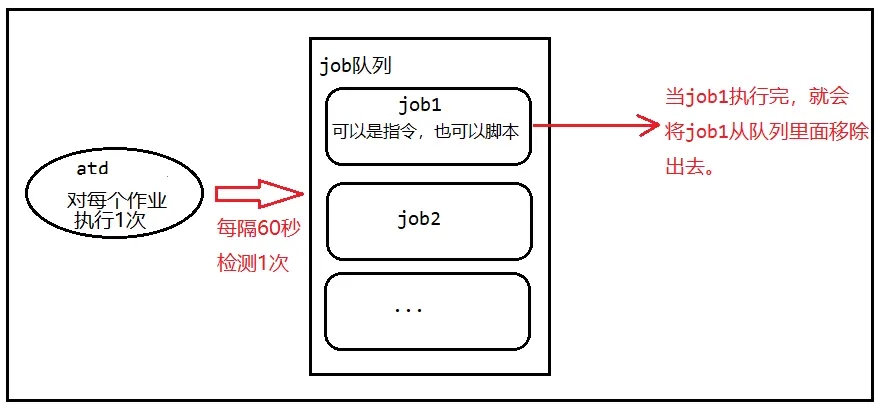 job队列
job1
可以是指令，也可以脚本
当job1执行完，就会
将job1从队列里面移除
出去。
atd
对每个作业
执行1次
每隔60秒
检测1次
job2
...